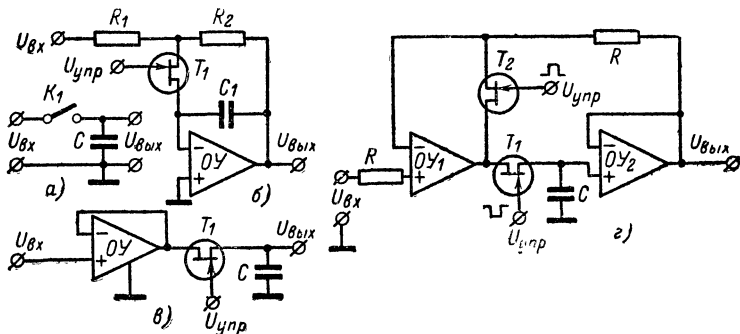 R₁
R₂
Uвх
Uупр
T₁
C₁
K₁
Uвх
C
Uвых
−
+
ОУ
Uвых
а)
б)
Uвх
−
+
ОУ
T₁
Uвых
C
Uупр
в)
R
T₂
Uупр
R
Uвх
−
+
ОУ₁
T₁
Uупр
C
−
+
ОУ₂
Uвых
г)